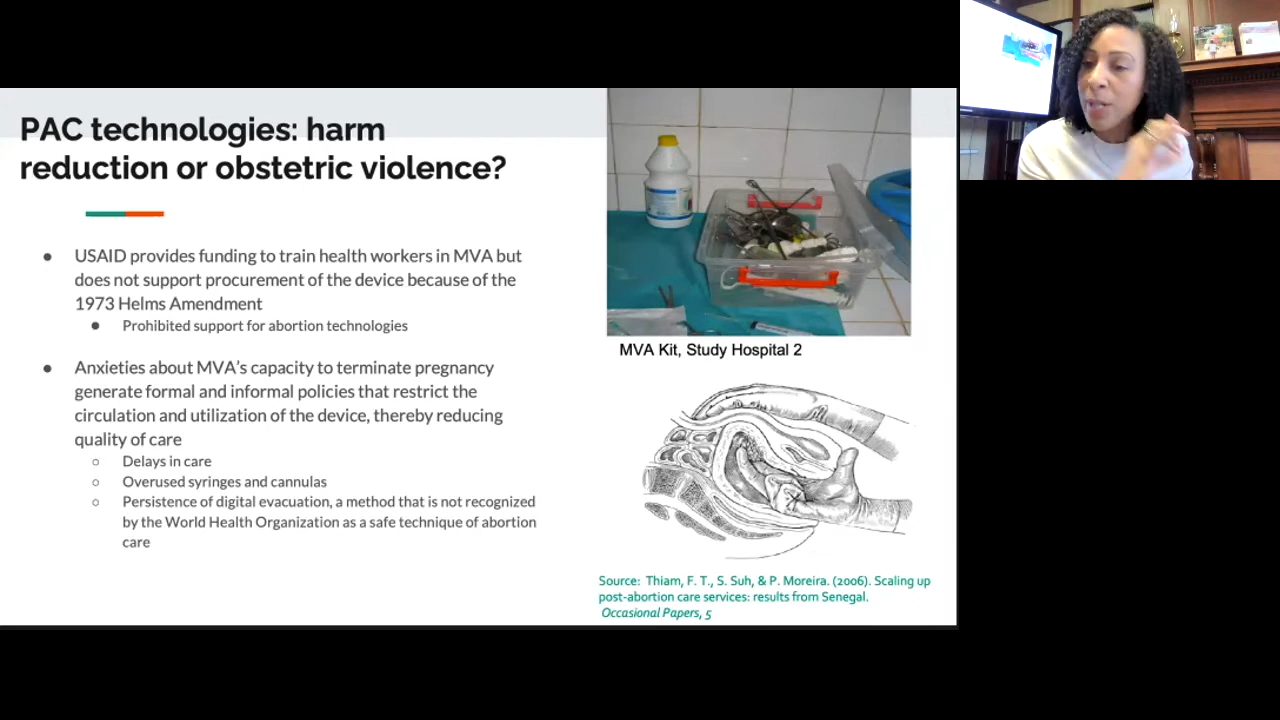 PAC technologies: harm
reduction or obstetric violence?
● USAID provides funding to train health workers in MVA but
does not support procurement of the device because of the
1973 Helms Amendment
● Prohibited support for abortion technologies
● Anxieties about MVA's capacity to terminate pregnancy
generate formal and informal policies that restrict the
circulation and utilization of the device, thereby reducing
quality of care
○ Delays in care
○ Overused syringes and cannulas
○ Persistence of digital evacuation, a method that is not recognized
by the World Health Organization as a safe technique of abortion
care
MVA Kit, Study Hospital 2
Source: Thiam, F. T., S. Suh, & P. Moreira. (2006). Scaling up
post-abortion care services: results from Senegal.
Occasional Papers, 5